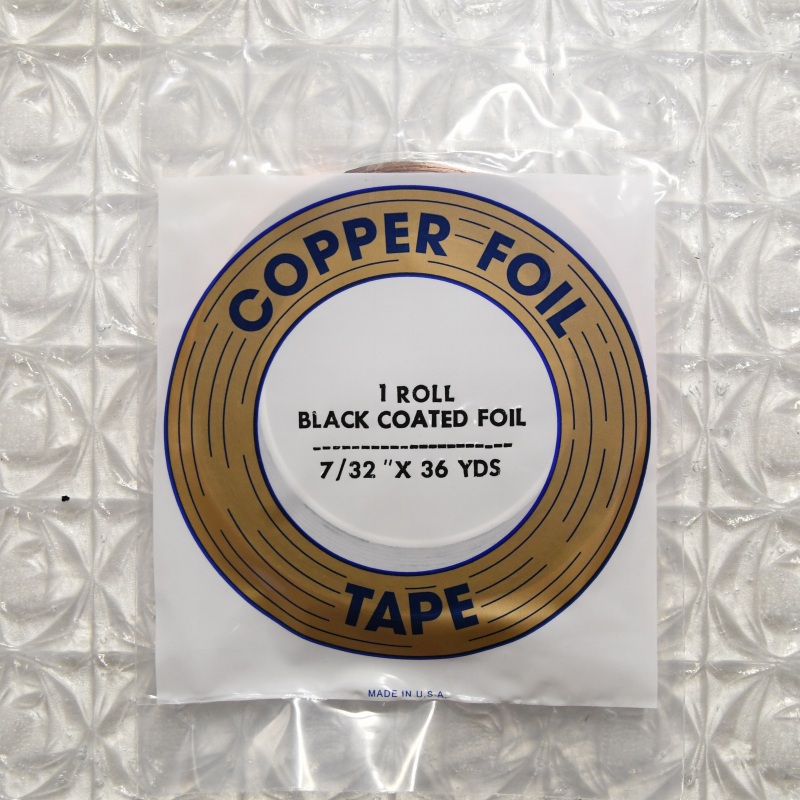 COPPER FOIL
1 ROLL
BLACK COATED FOIL
--------------------
7/32 "X 36 YDS
TAPE
MADE IN U.S.A.